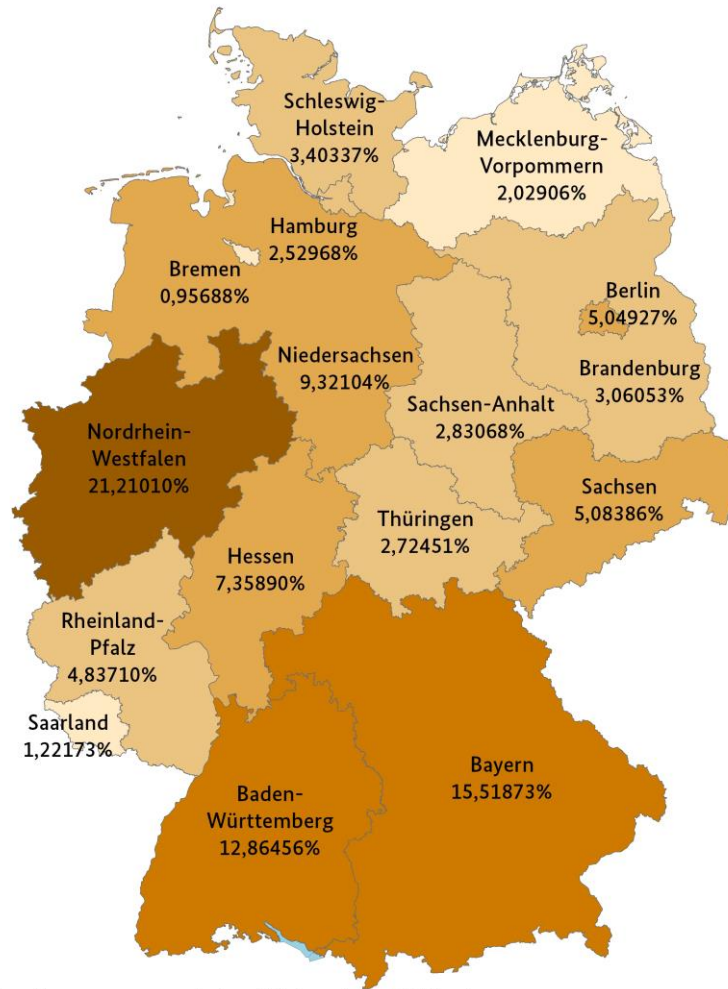 Schleswig-
Holstein
3,40337%
Mecklenburg-
Vorpommern
2,02906%
Hamburg
2,52968%
Bremen
0,95688%
Berlin
5,04927%
Niedersachsen
9,32104%
Brandenburg
3,06053%
Sachsen-Anhalt
2,83068%
Nordrhein-
Westfalen
21,21010%
Sachsen
5,08386%
Thüringen
2,72451%
Hessen
7,35890%
Rheinland-
Pfalz
4,83710%
Saarland
1,22173%
Bayern
15,51873%
Baden-
Württemberg
12,86456%